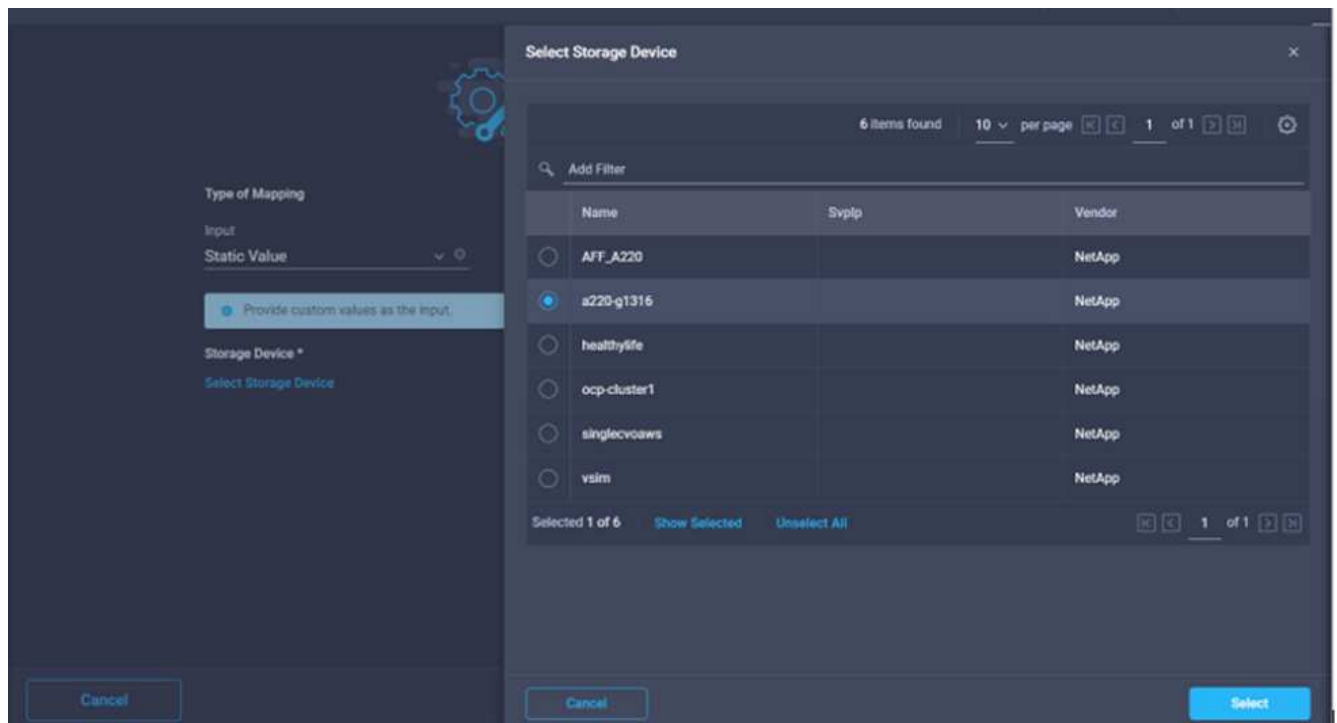 Select Storage Device
6 items found 10 per page 1 of 1
Add Filter
Type of Mapping
Input
Static Value
Provide custom values as the input.
Storage Device *
Select Storage Device
Name SvpIp Vendor
AFF_A220 NetApp
a220-g1316 NetApp
healthylife NetApp
ocp-cluster1 NetApp
singlecvoaws NetApp
vsim NetApp
Selected 1 of 6 Show Selected Unselect All 1 of 1
Cancel
Cancel Select